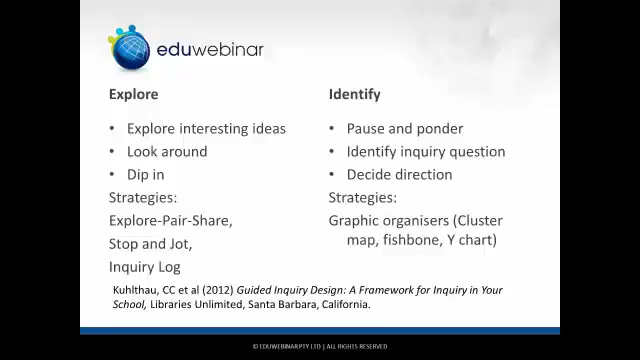 eduwebinar
Explore
• Explore interesting ideas
• Look around
• Dip in
Strategies:
Explore-Pair-Share,
Stop and Jot,
Inquiry Log
Identify
• Pause and ponder
• Identify inquiry question
• Decide direction
Strategies:
Graphic organisers (Cluster
map, fishbone, Y chart)
Kuhlthau, CC et al (2012) Guided Inquiry Design: A Framework for Inquiry in Your
School, Libraries Unlimited, Santa Barbara, California.
© EDUWEBINAR PTY LTD | ALL RIGHTS RESERVED